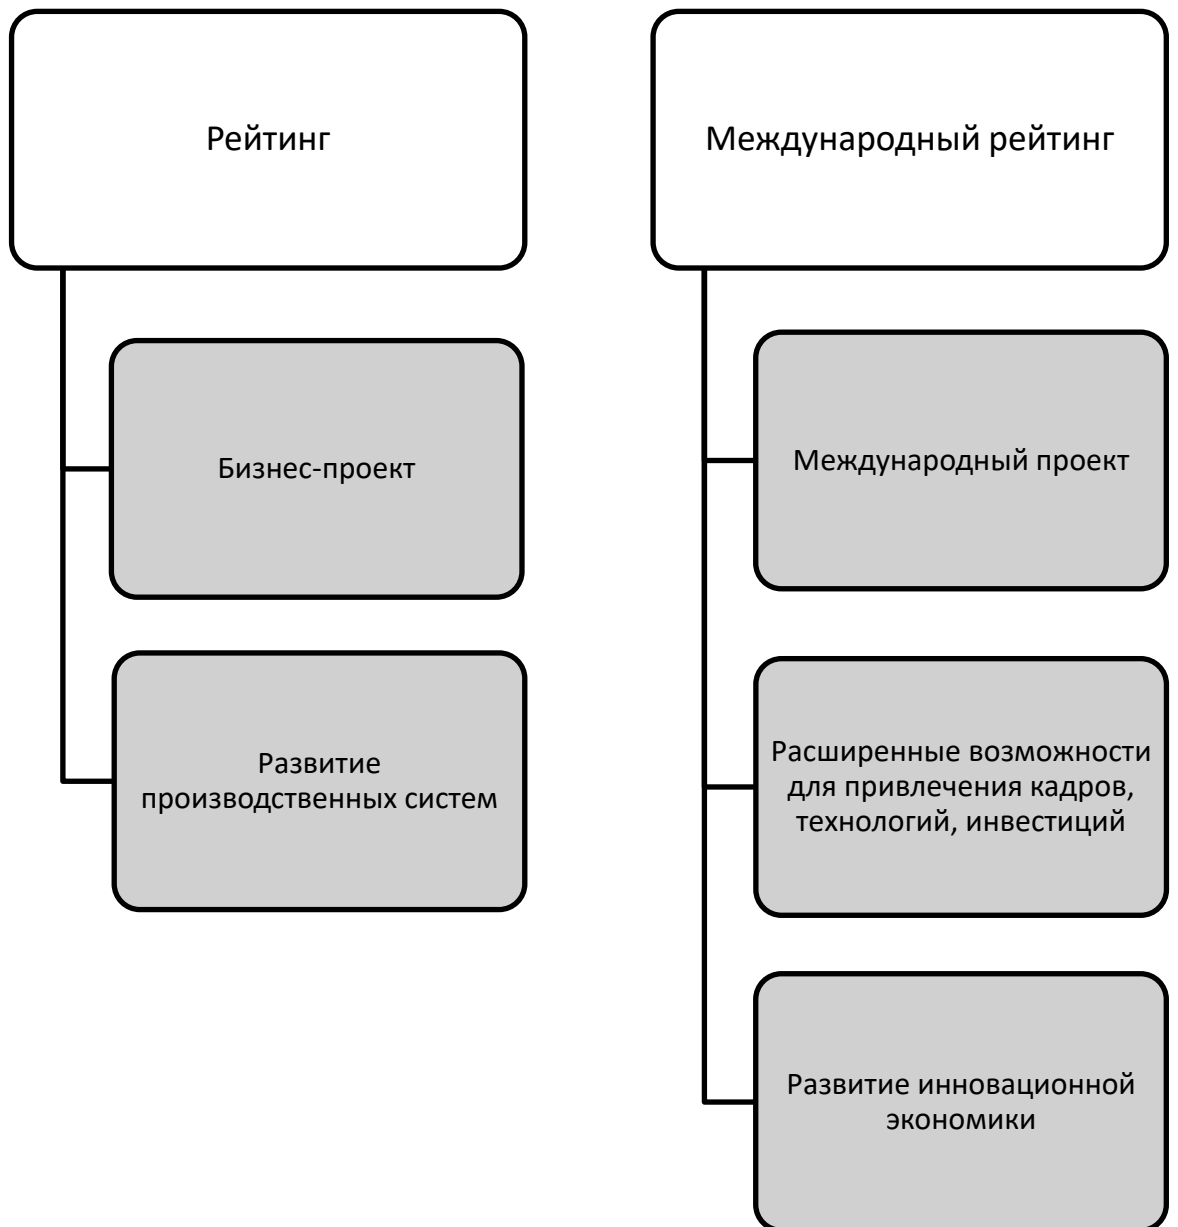 Рейтинг
Бизнес-проект
Развитие
производственных систем
Международный рейтинг
Международный проект
Расширенные возможности
для привлечения кадров,
технологий, инвестиций
Развитие инновационной
экономики